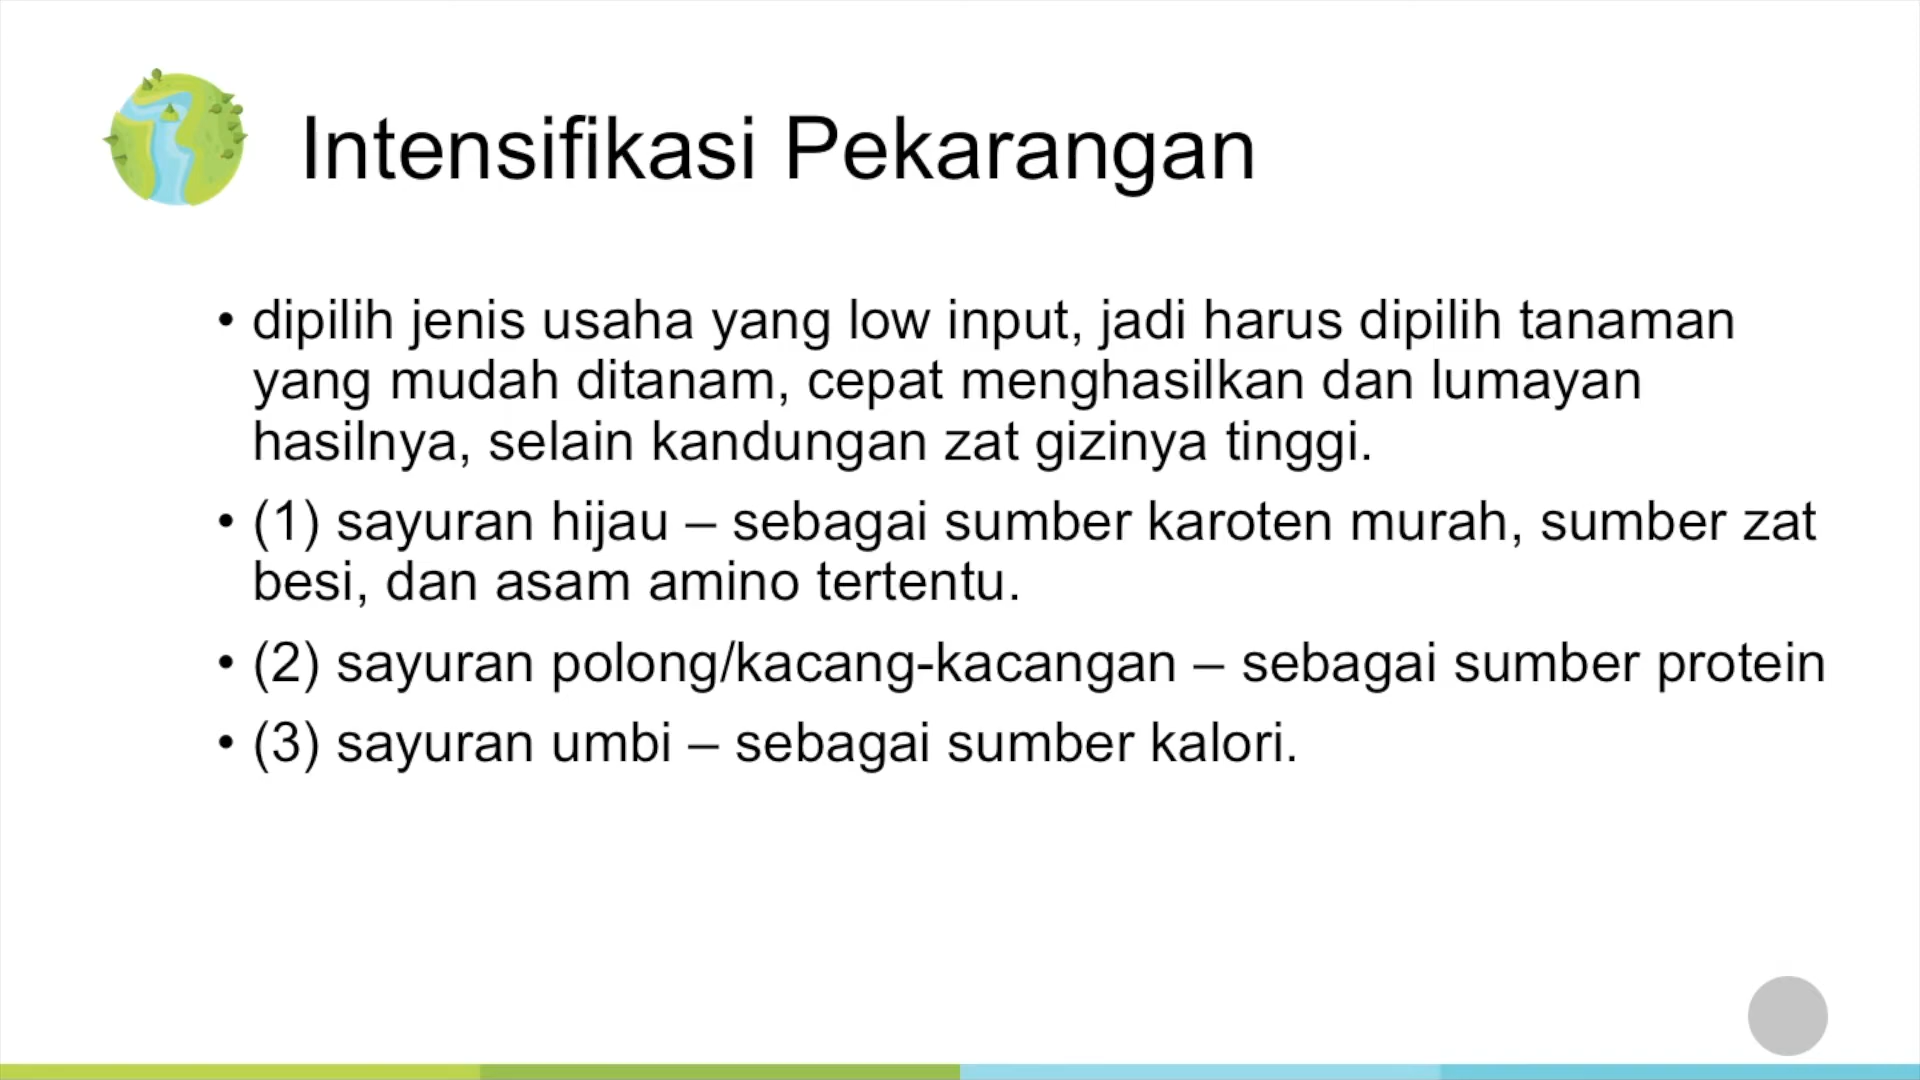 Intensifikasi Pekarangan
• dipilih jenis usaha yang low input, jadi harus dipilih tanaman
yang mudah ditanam, cepat menghasilkan dan lumayan
hasilnya, selain kandungan zat gizinya tinggi.
• (1) sayuran hijau – sebagai sumber karoten murah, sumber zat
besi, dan asam amino tertentu.
• (2) sayuran polong/kacang-kacangan – sebagai sumber protein
• (3) sayuran umbi – sebagai sumber kalori.